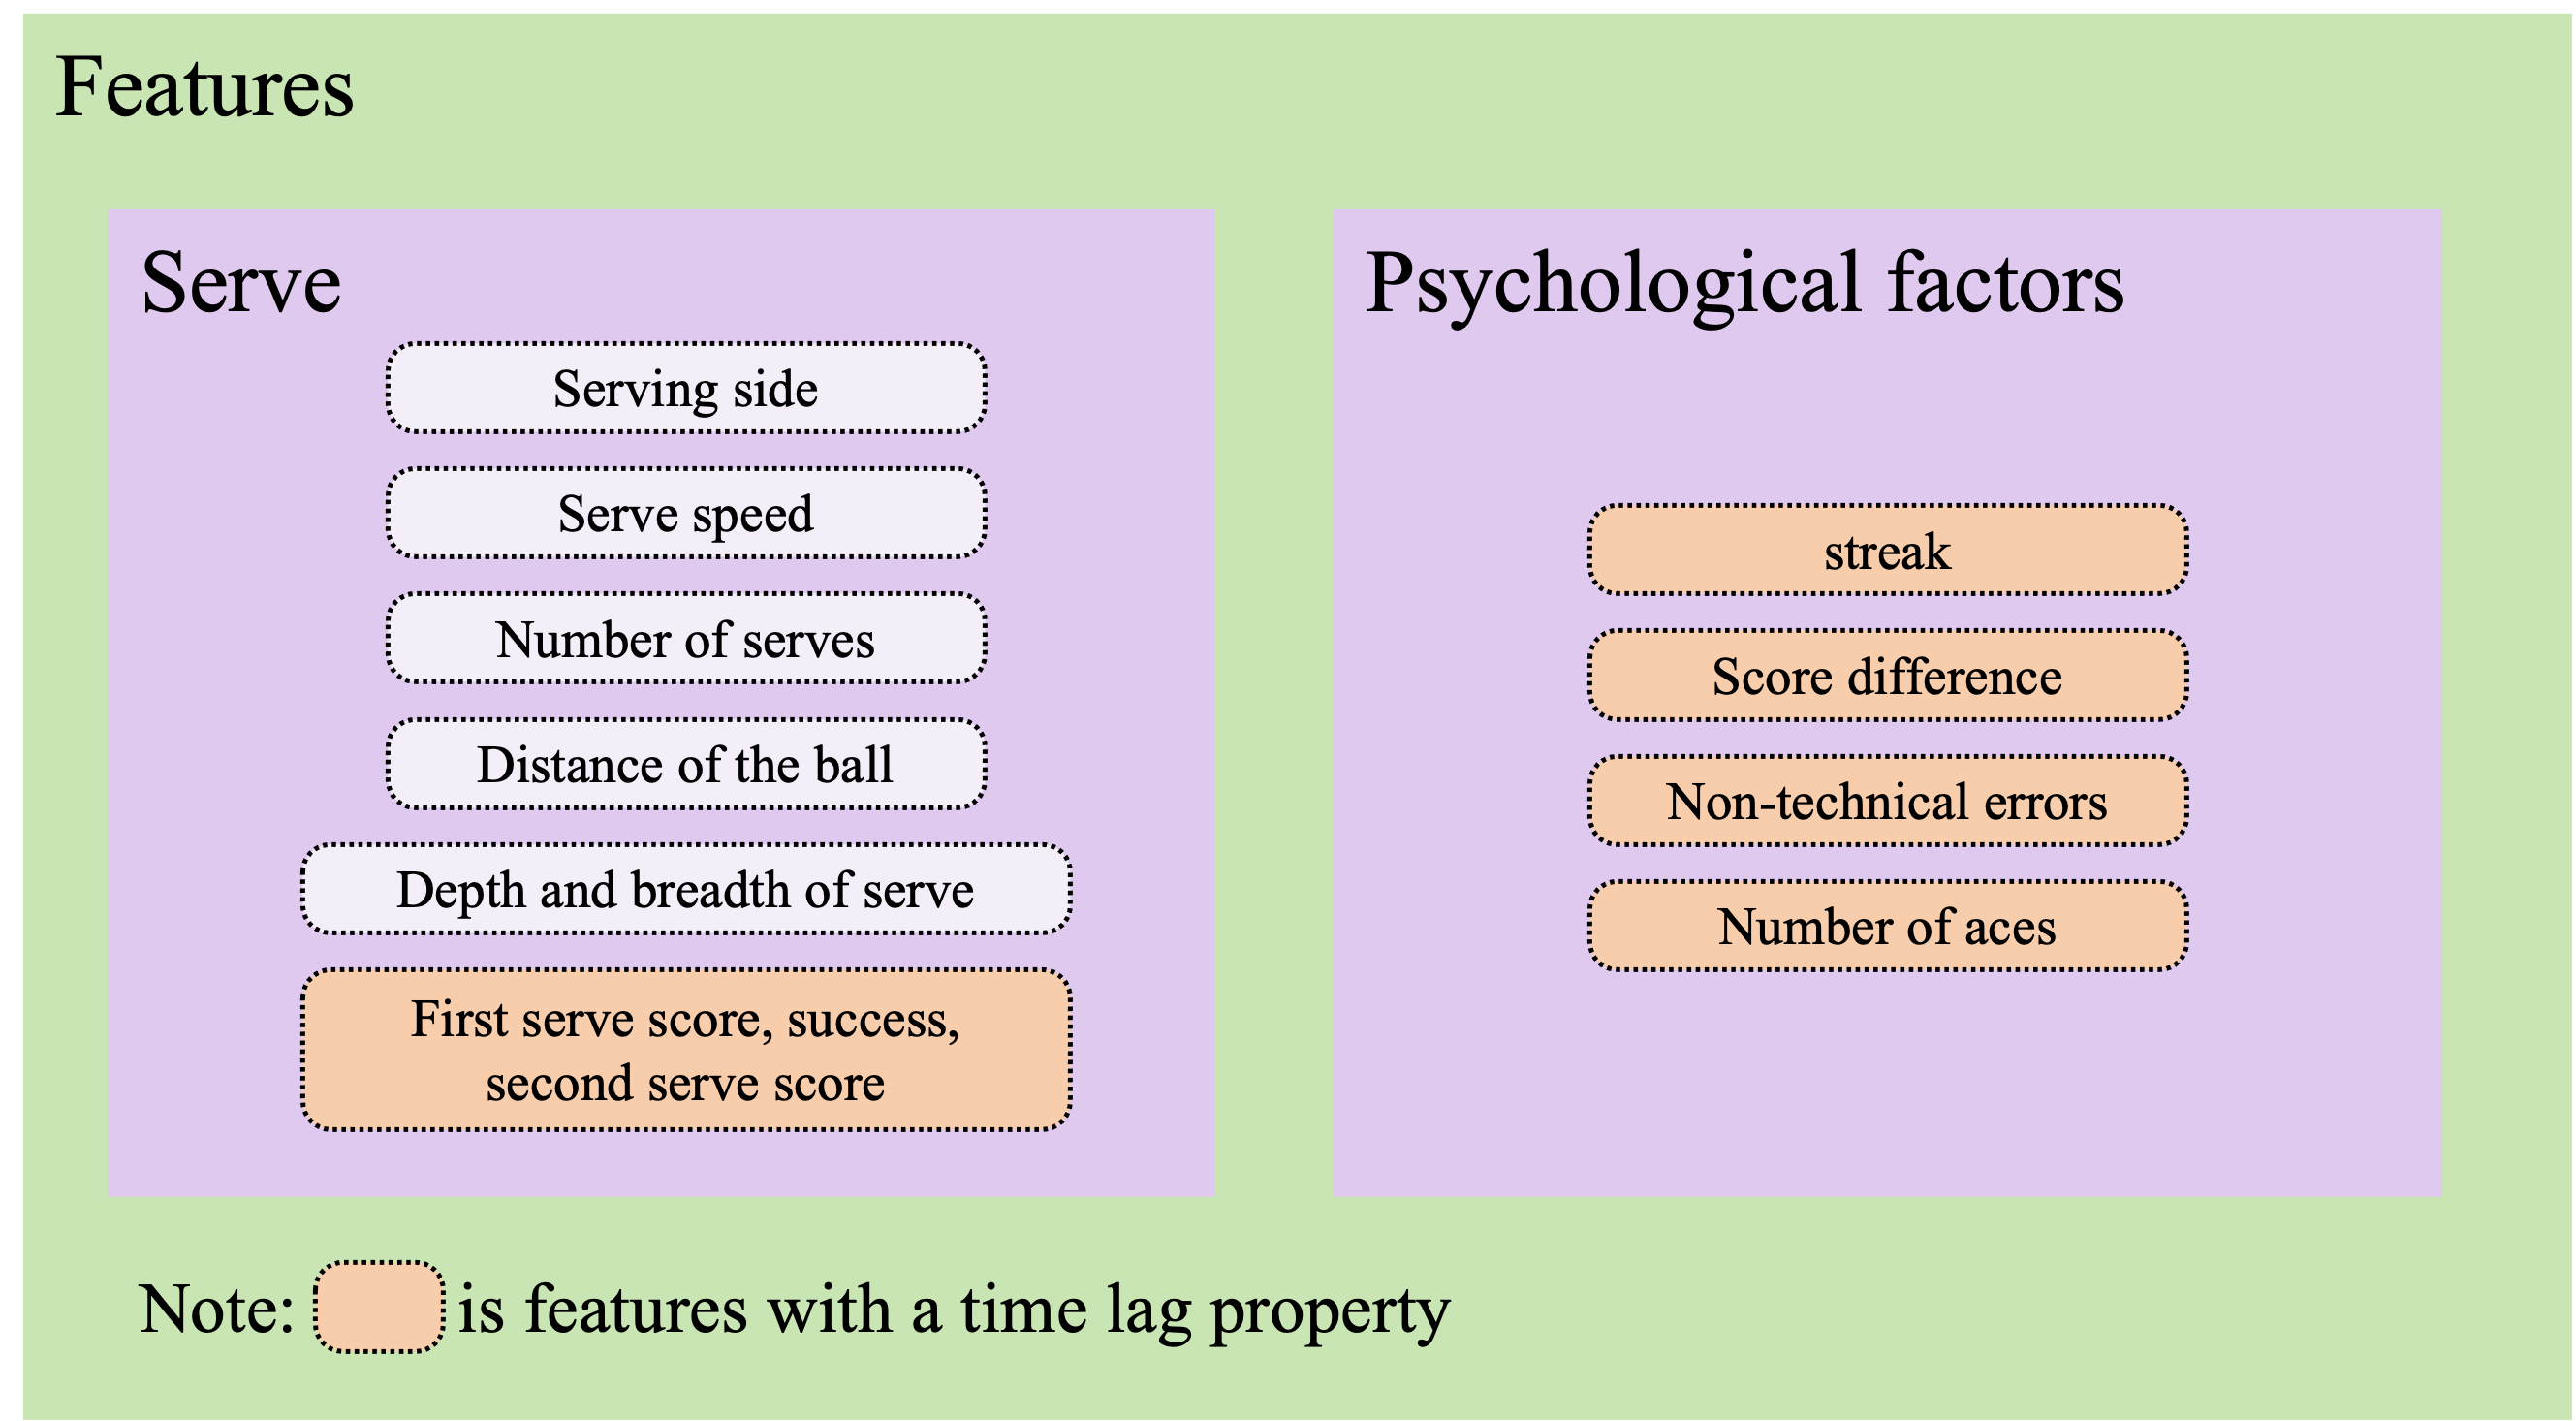 Features
Serve
Serving side
Serve speed
Number of serves
Distance of the ball
Depth and breadth of serve
First serve score, success,
second serve score
Psychological factors
streak
Score difference
Non-technical errors
Number of aces
Note: is features with a time lag property